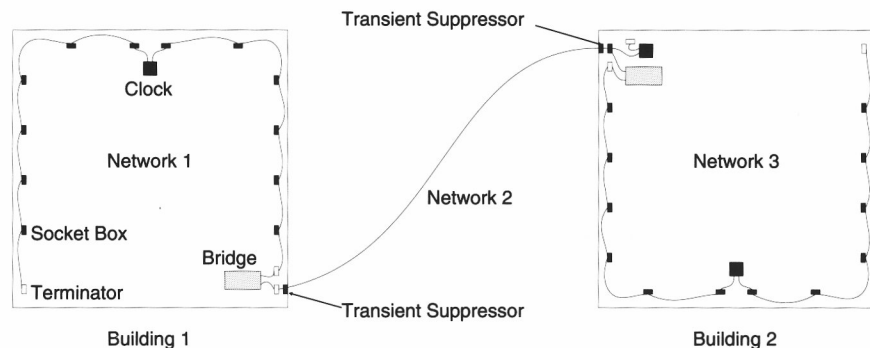 Transient Suppressor
Clock
Network 1
Network 3
Network 2
Socket Box
Bridge
Terminator
Transient Suppressor
Building 1
Building 2